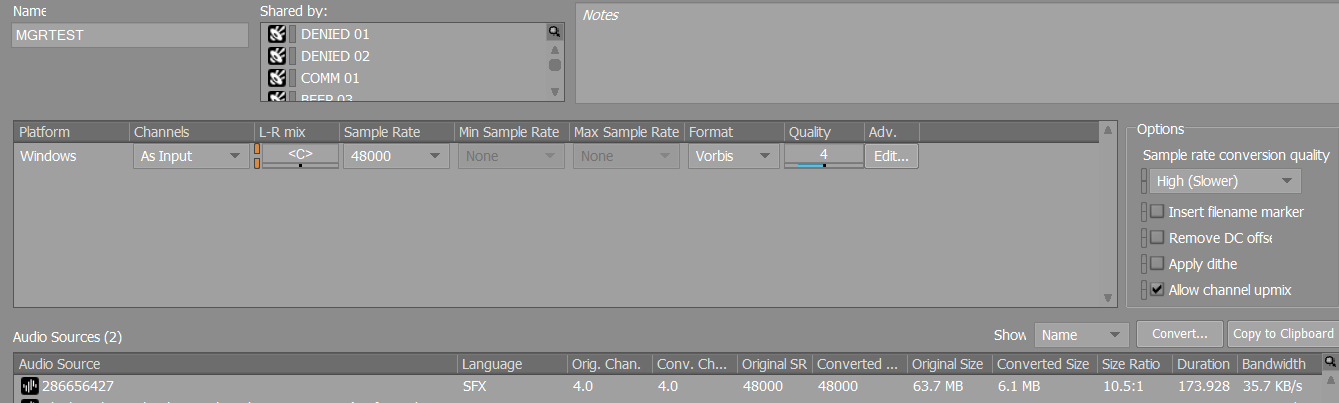 Name
Shared by:
MGRTEST
DENIED 01
DENIED 02
COMM 01
BEEP 03
Notes
Platform Channels L-R mix Sample Rate Min Sample Rate Max Sample Rate Format Quality Adv.
Windows As Input <C> 48000 None None Vorbis 4 Edit...
Options
Sample rate conversion quality
High (Slower)
Insert filename marker
Remove DC offse
Apply dithe
Allow channel upmix
Audio Sources (2)
Show Name Convert... Copy to Clipboard
Audio Source Language Orig. Chan. Conv. Ch... Original SR Converted ... Original Size Converted Size Size Ratio Duration Bandwidth
286656427 SFX 4.0 4.0 48000 48000 63.7 MB 6.1 MB 10.5:1 173.928 35.7 KB/s